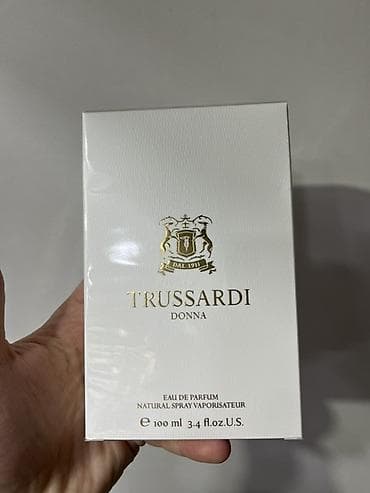 DAL 1911
TRUSSARDI
DONNA
EAU DE PARFUM
NATURAL SPRAY VAPORISATEUR
℮ 100 ml 3.4 fl.oz.U.S.